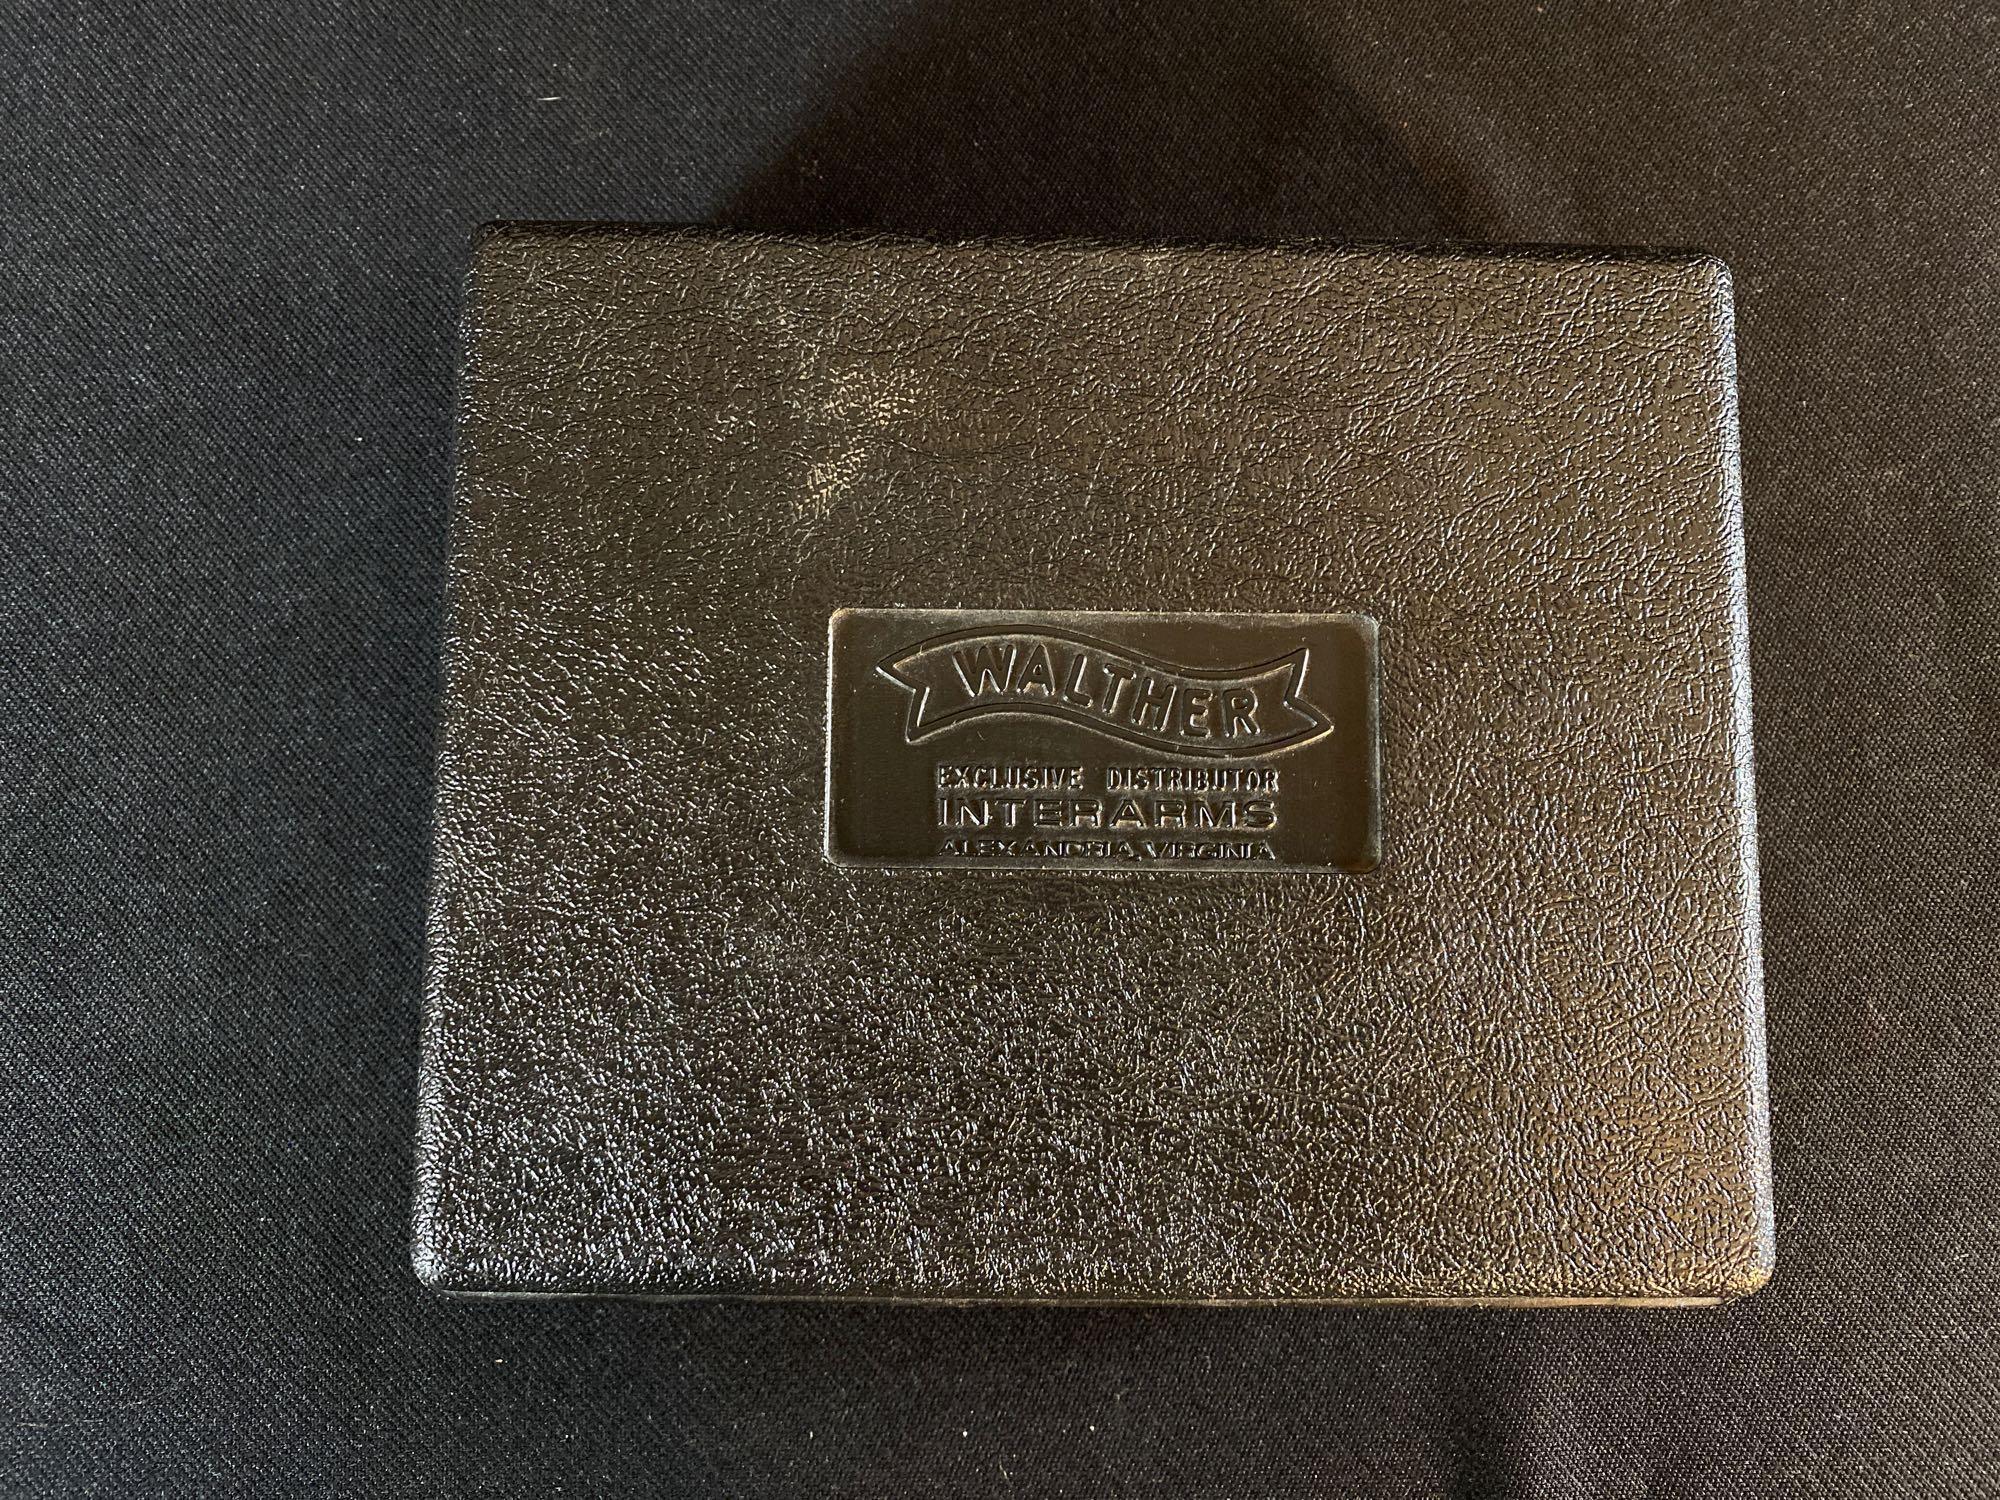 WALTHER
EXCLUSIVE DISTRIBUTOR
INTERARMS
ALEXANDRIA, VIRGINIA